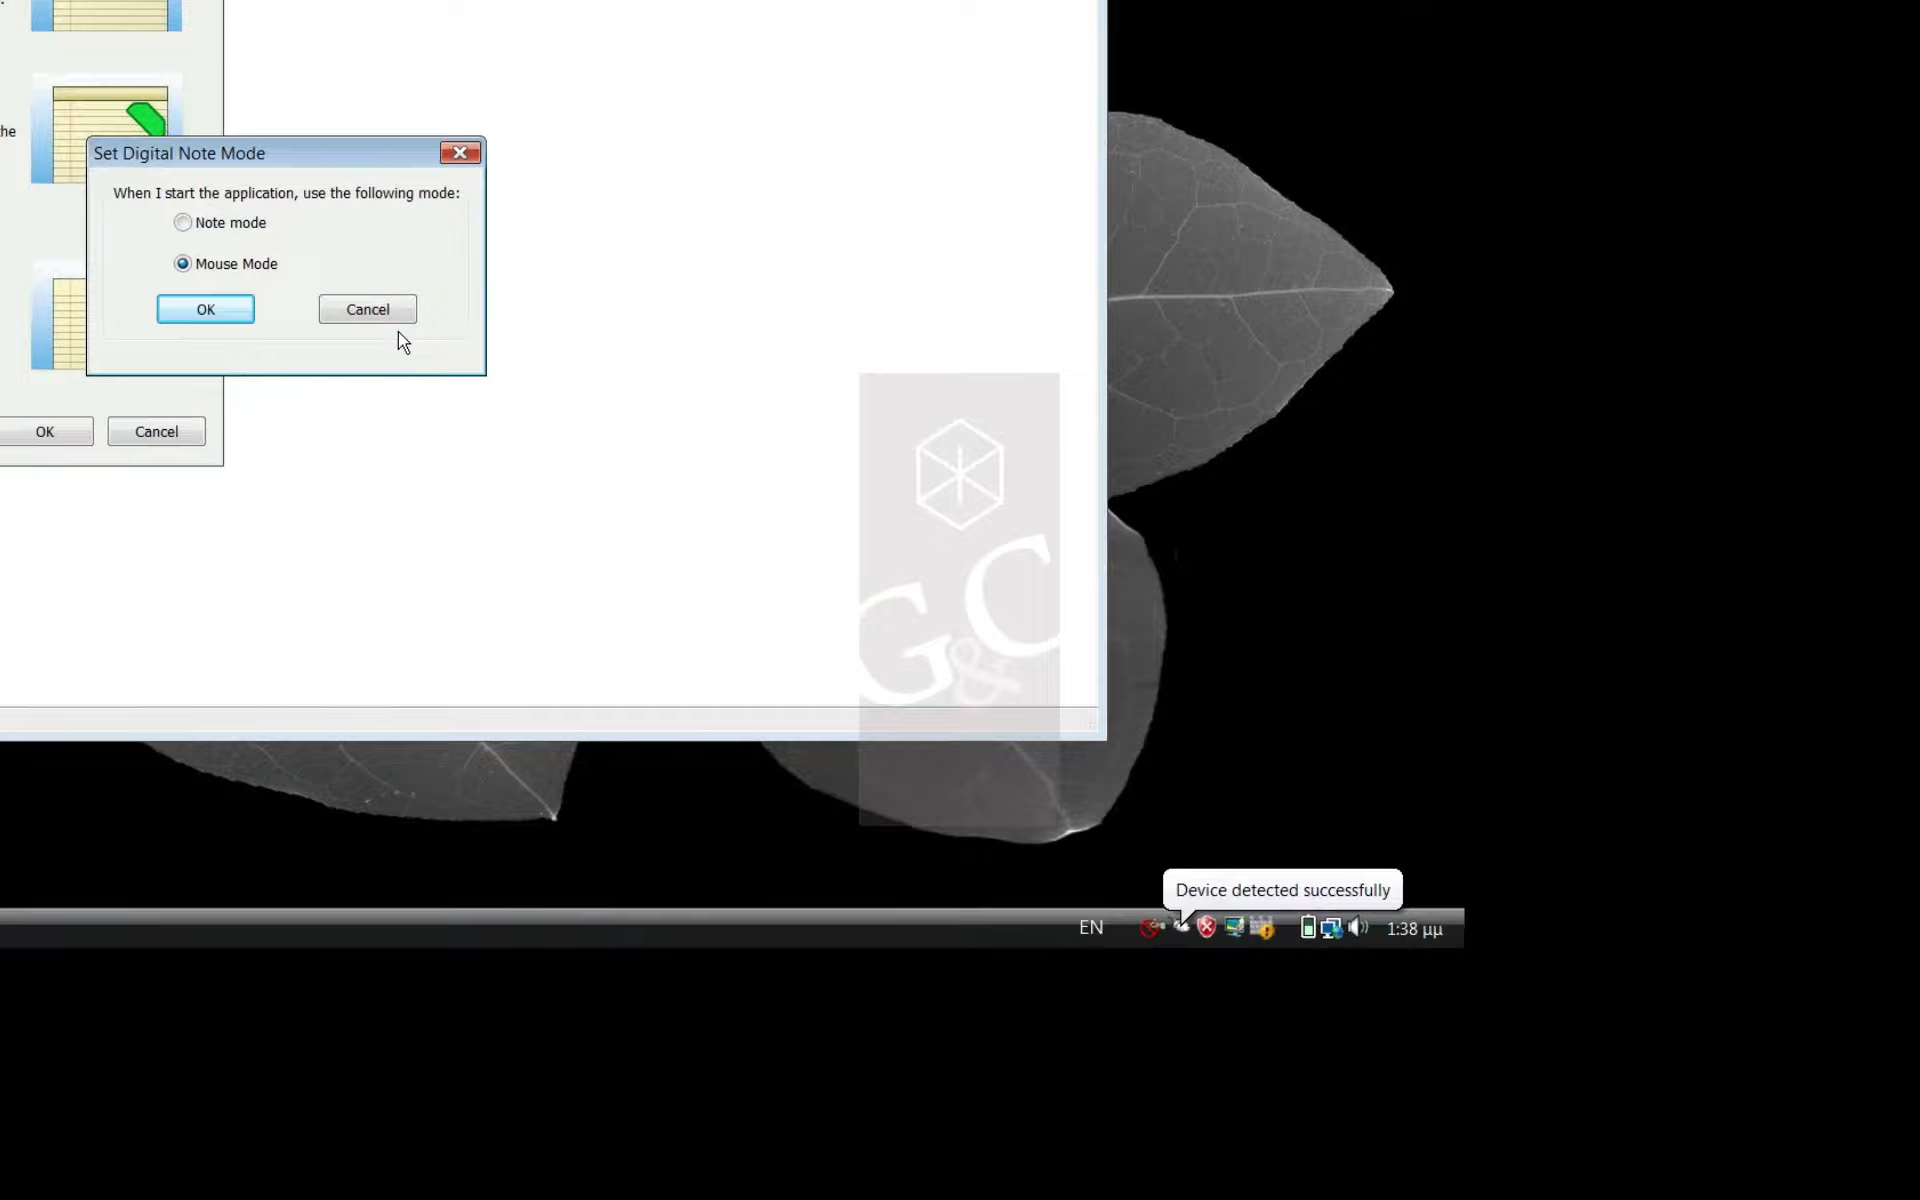 the
Set Digital Note Mode
When I start the application, use the following mode:
Note mode
Mouse Mode
OK
Cancel
OK
Cancel
G&C
Device detected successfully
EN
1:38 μμ